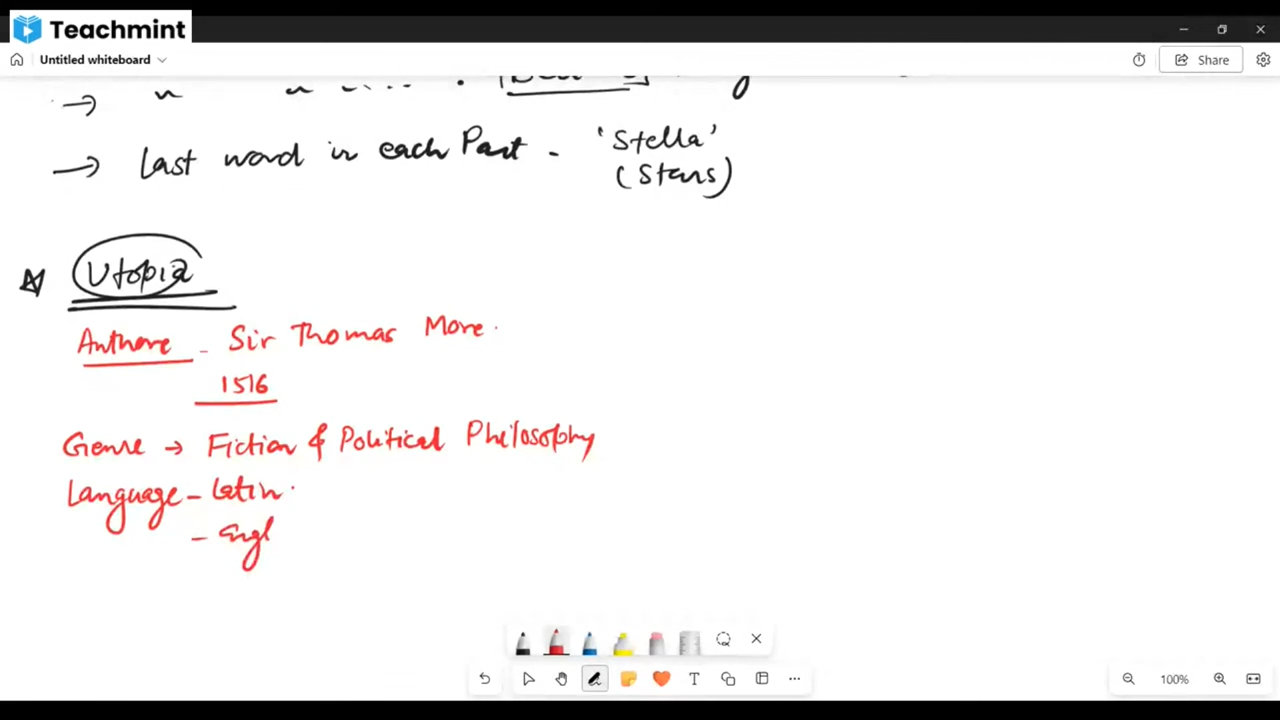 Teachmint
Untitled whiteboard
Share
→ Last word in each Part - 'Stella'
(Stars)
Utopia
Authore - Sir Thomas More.
1516
Genre → Fiction & Political Philosophy
Language - Latin.
- Engl
T
100%